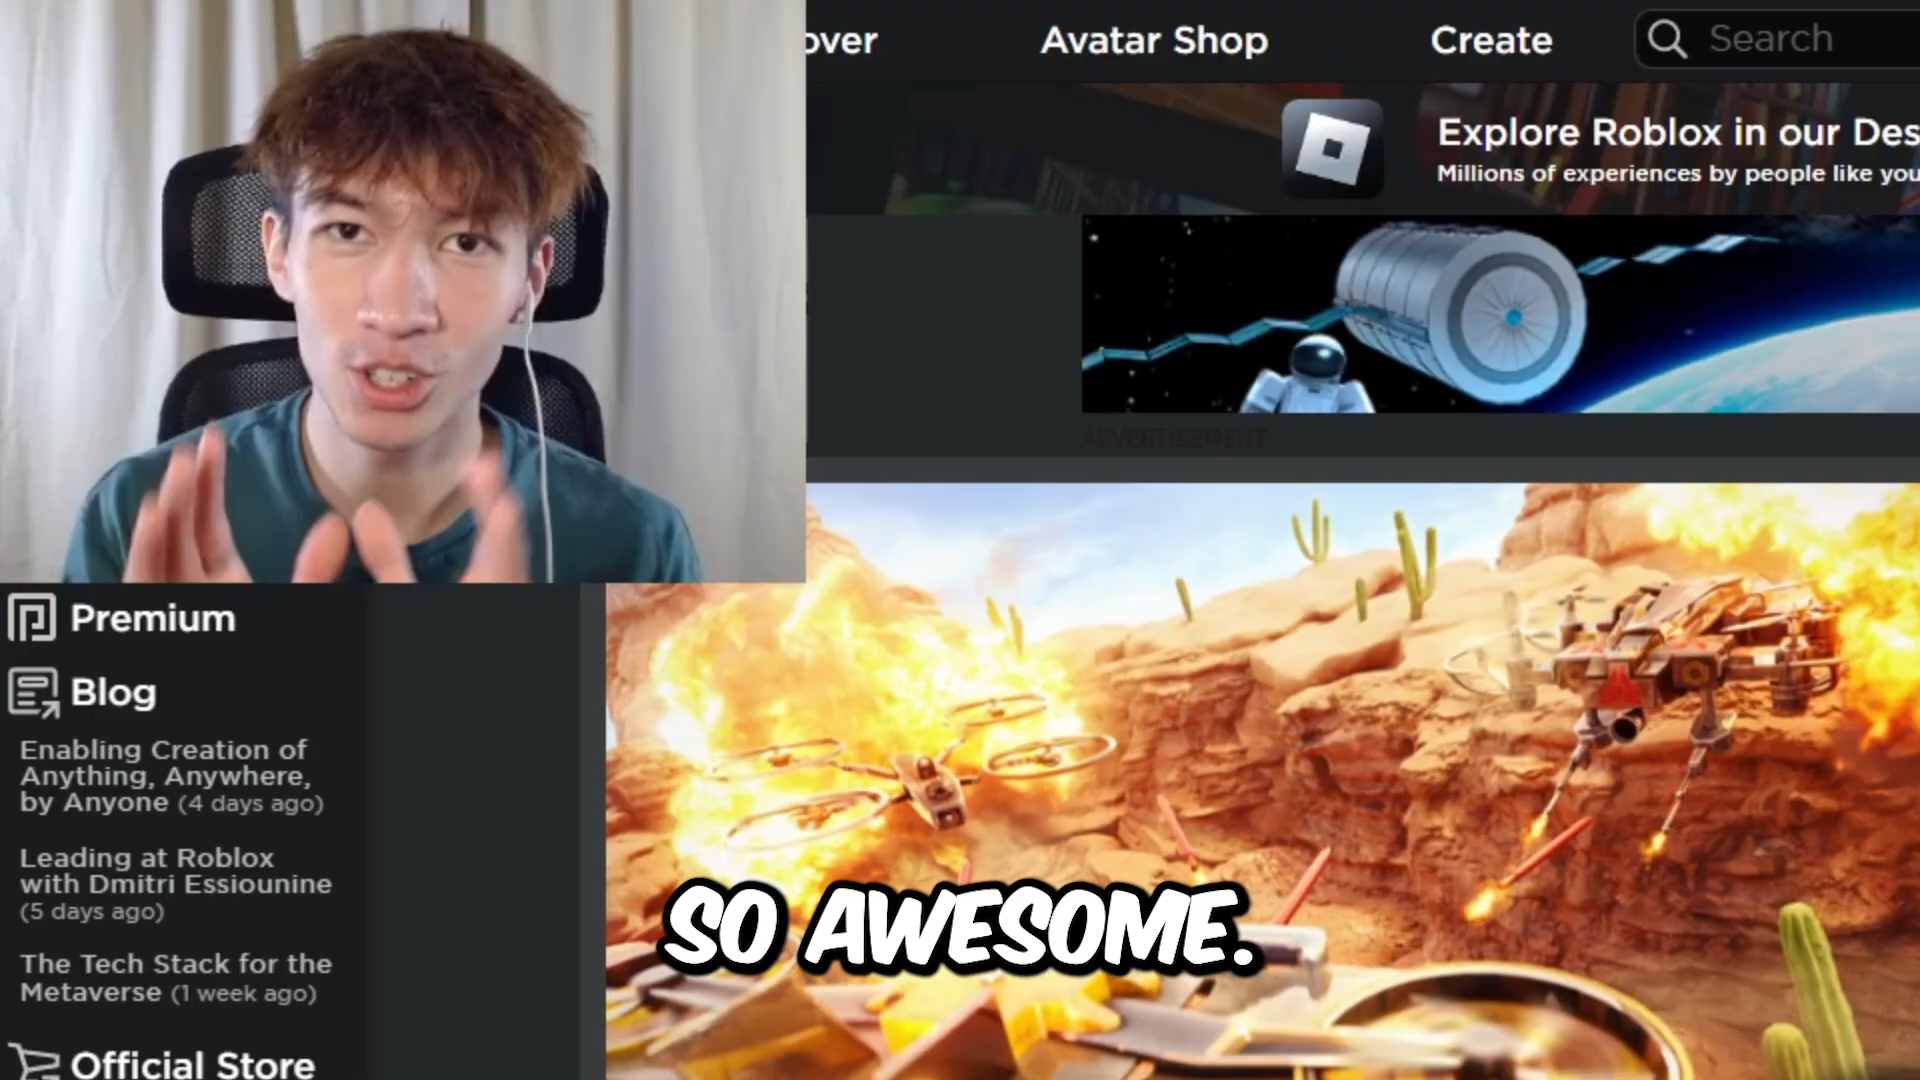 over
Avatar Shop
Create
Search
Explore Roblox in our Des
Millions of experiences by people like you
ADVERTISEMENT
Premium
Blog
Enabling Creation of
Anything, Anywhere,
by Anyone (4 days ago)
Leading at Roblox
with Dmitri Essiounine
(5 days ago)
The Tech Stack for the
Metaverse (1 week ago)
Official Store
SO AWESOME.